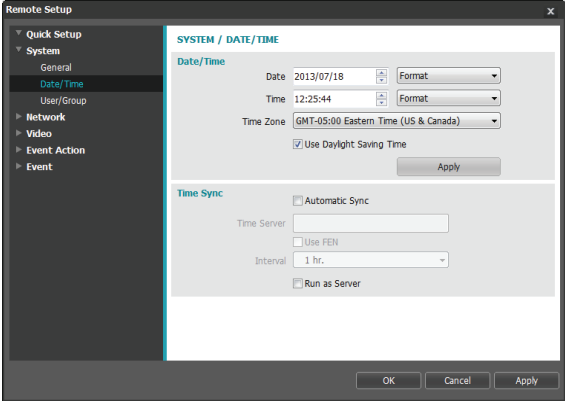 Remote Setup x
Quick Setup
System
General
Date/Time
User/Group
Network
Video
Event Action
Event
SYSTEM / DATE/TIME
Date/Time
Date 2013/07/18 Format
Time 12:25:44 Format
Time Zone GMT-05:00 Eastern Time (US & Canada)
Use Daylight Saving Time
Apply
Time Sync
Automatic Sync
Time Server
Use FEN
Interval 1 hr.
Run as Server
OK Cancel Apply